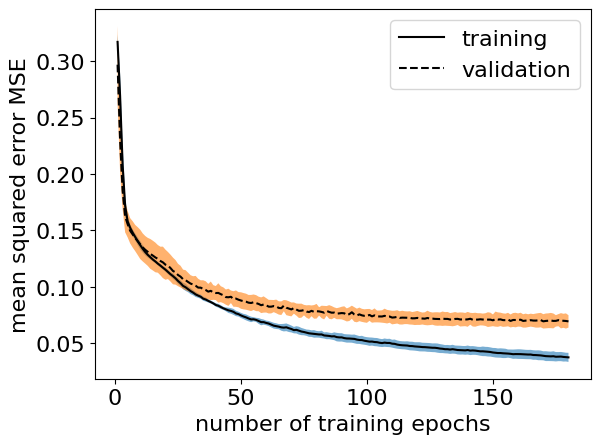 training
validation
mean squared error MSE
0.30
0.25
0.20
0.15
0.10
0.05
0 50 100 150
number of training epochs